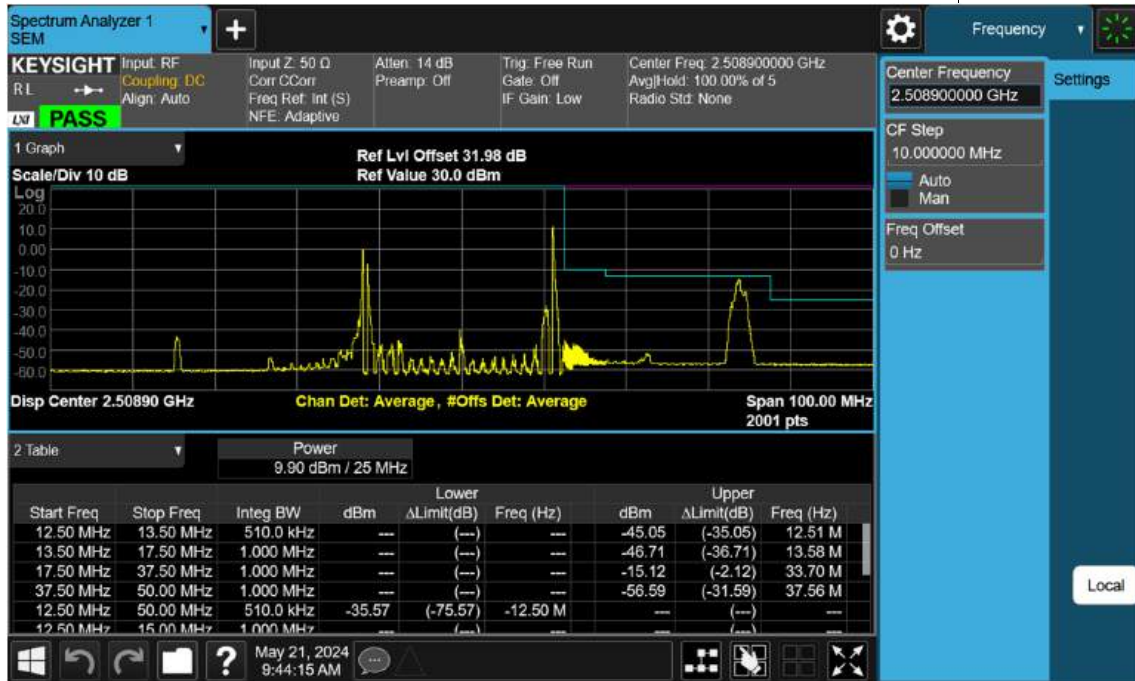 Spectrum Analyzer 1
SEM
+
Frequency
KEYSIGHT
R L
LXI PASS
Input: RF
Coupling: DC
Align: Auto
Input Z: 50 Ω
Corr CCorr
Freq Ref: Int (S)
NFE: Adaptive
Atten: 14 dB
Preamp: Off
Trig: Free Run
Gate: Off
IF Gain: Low
Center Freq: 2.508900000 GHz
Avg|Hold: 100.00% of 5
Radio Std: None
Center Frequency
2.508900000 GHz
Settings
CF Step
10.000000 MHz
Auto
Man
Freq Offset
0 Hz
1 Graph
Scale/Div 10 dB
Ref Lvl Offset 31.98 dB
Ref Value 30.0 dBm
Log
20.0
10.0
0.00
-10.0
-20.0
-30.0
-40.0
-50.0
-60.0
Disp Center 2.50890 GHz
Chan Det: Average, #Offs Det: Average
Span 100.00 MHz
2001 pts
2 Table
Power
9.90 dBm / 25 MHz
Lower Upper
Start Freq Stop Freq Integ BW dBm ΔLimit(dB) Freq (Hz) dBm ΔLimit(dB) Freq (Hz)
12.50 MHz 13.50 MHz 510.0 kHz --- (---) --- -45.05 (-35.05) 12.51 M
13.50 MHz 17.50 MHz 1.000 MHz --- (---) --- -46.71 (-36.71) 13.58 M
17.50 MHz 37.50 MHz 1.000 MHz --- (---) --- -15.12 (-2.12) 33.70 M
37.50 MHz 50.00 MHz 1.000 MHz --- (---) --- -56.59 (-31.59) 37.56 M
12.50 MHz 50.00 MHz 510.0 kHz -35.57 (-75.57) -12.50 M --- (---) ---
12.50 MHz 15.00 MHz 1.000 MHz --- (---) --- --- (---) ---
Local
?
May 21, 2024
9:44:15 AM